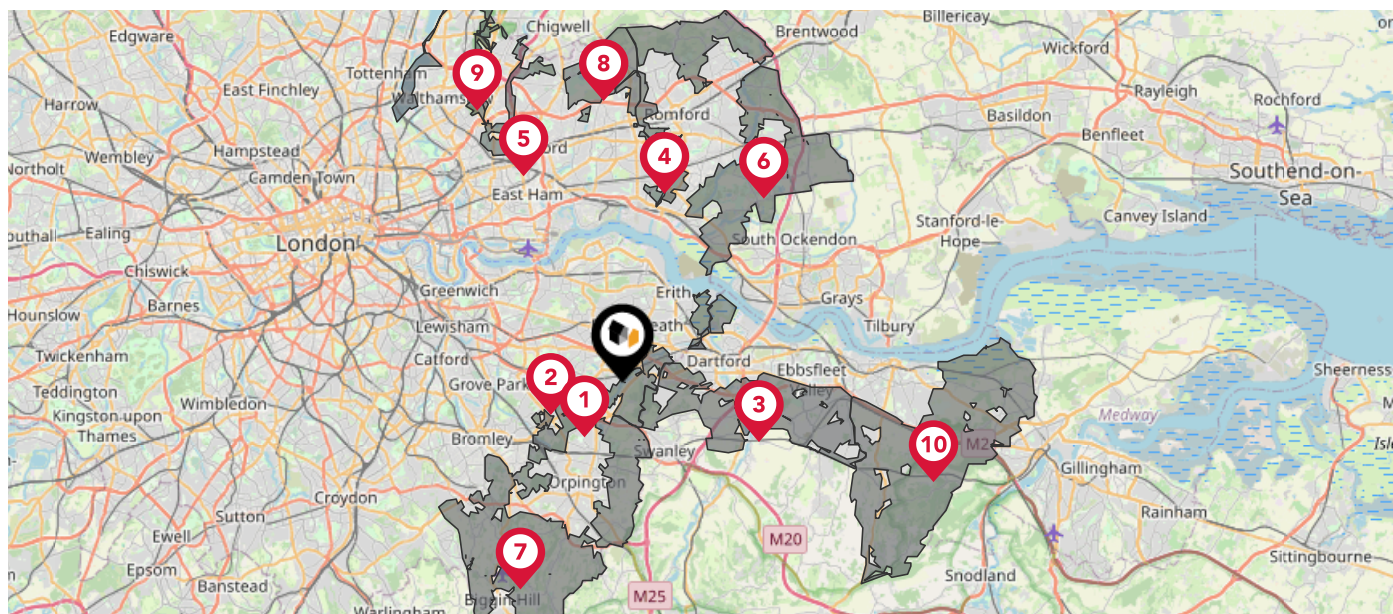 Billericay
Chigwell
Brentwood
Edgware
Wickford
8
Tottenham
9
East Finchley
Rayleigh
Harrow
Rochford
Romford
Basildon
Benfleet
5
Hampstead
Wembley
4
6
Northolt
Camden Town
Southend-on-
Sea
East Ham
Canvey Island
Stanford-le-
Hope
Ealing
London
South Ockendon
Chiswick
Greenwich
Erith
Grays
Barnes
Hounslow
Lewisham
Tilbury
Twickenham
Catford
Dartford
Ebbsfleet
Valley
Sheerness
2
Grove Park
Teddington
1
3
Wimbledon
Kingston upon
Thames
Medway
Bromley
10
M2
Swanley
Gillingham
Orpington
Croydon
Rainham
Sutton
Ewell
M20
7
Sittingbourne
Epsom
Banstead
Snodland
M25
Biggin Hill
Warlingham